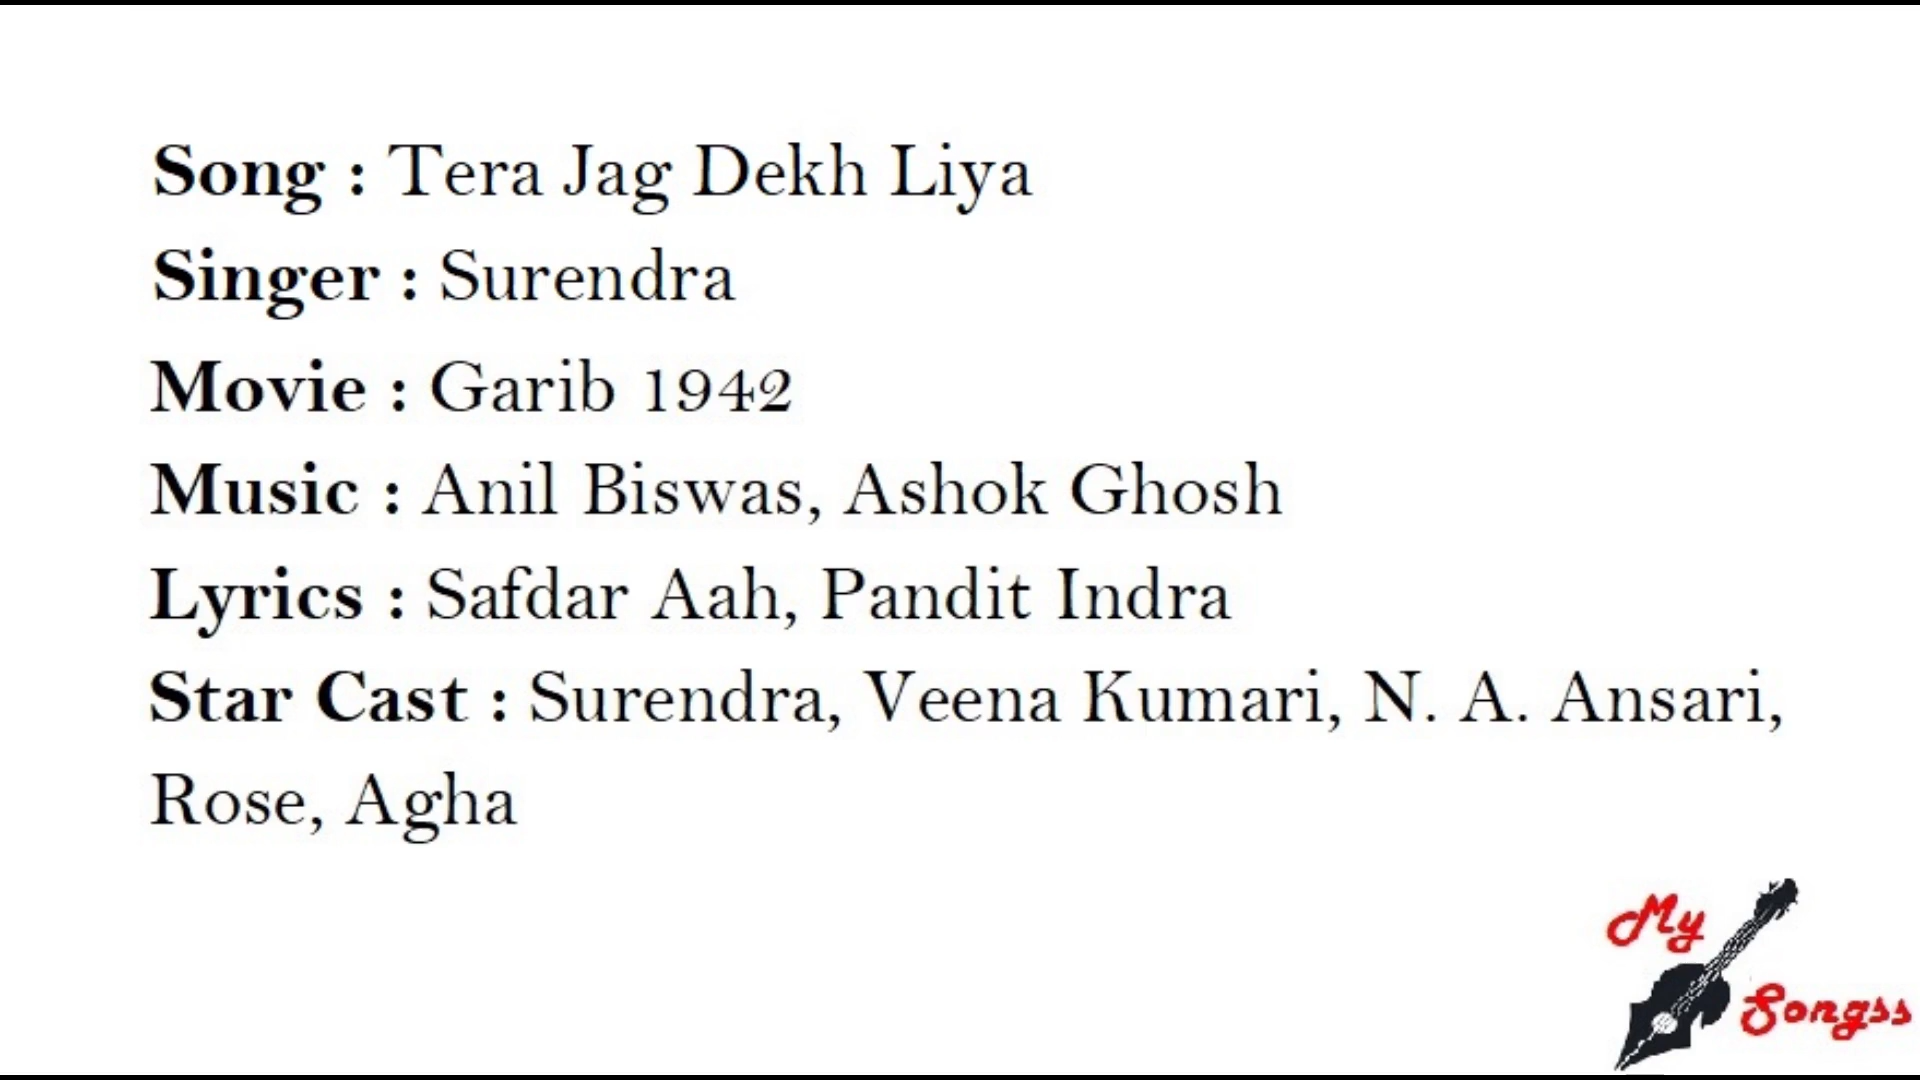 Song : Tera Jag Dekh Liya
Singer : Surendra
Movie : Garib 1942
Music : Anil Biswas, Ashok Ghosh
Lyrics : Safdar Aah, Pandit Indra
Star Cast : Surendra, Veena Kumari, N. A. Ansari,
Rose, Agha
My
Songss